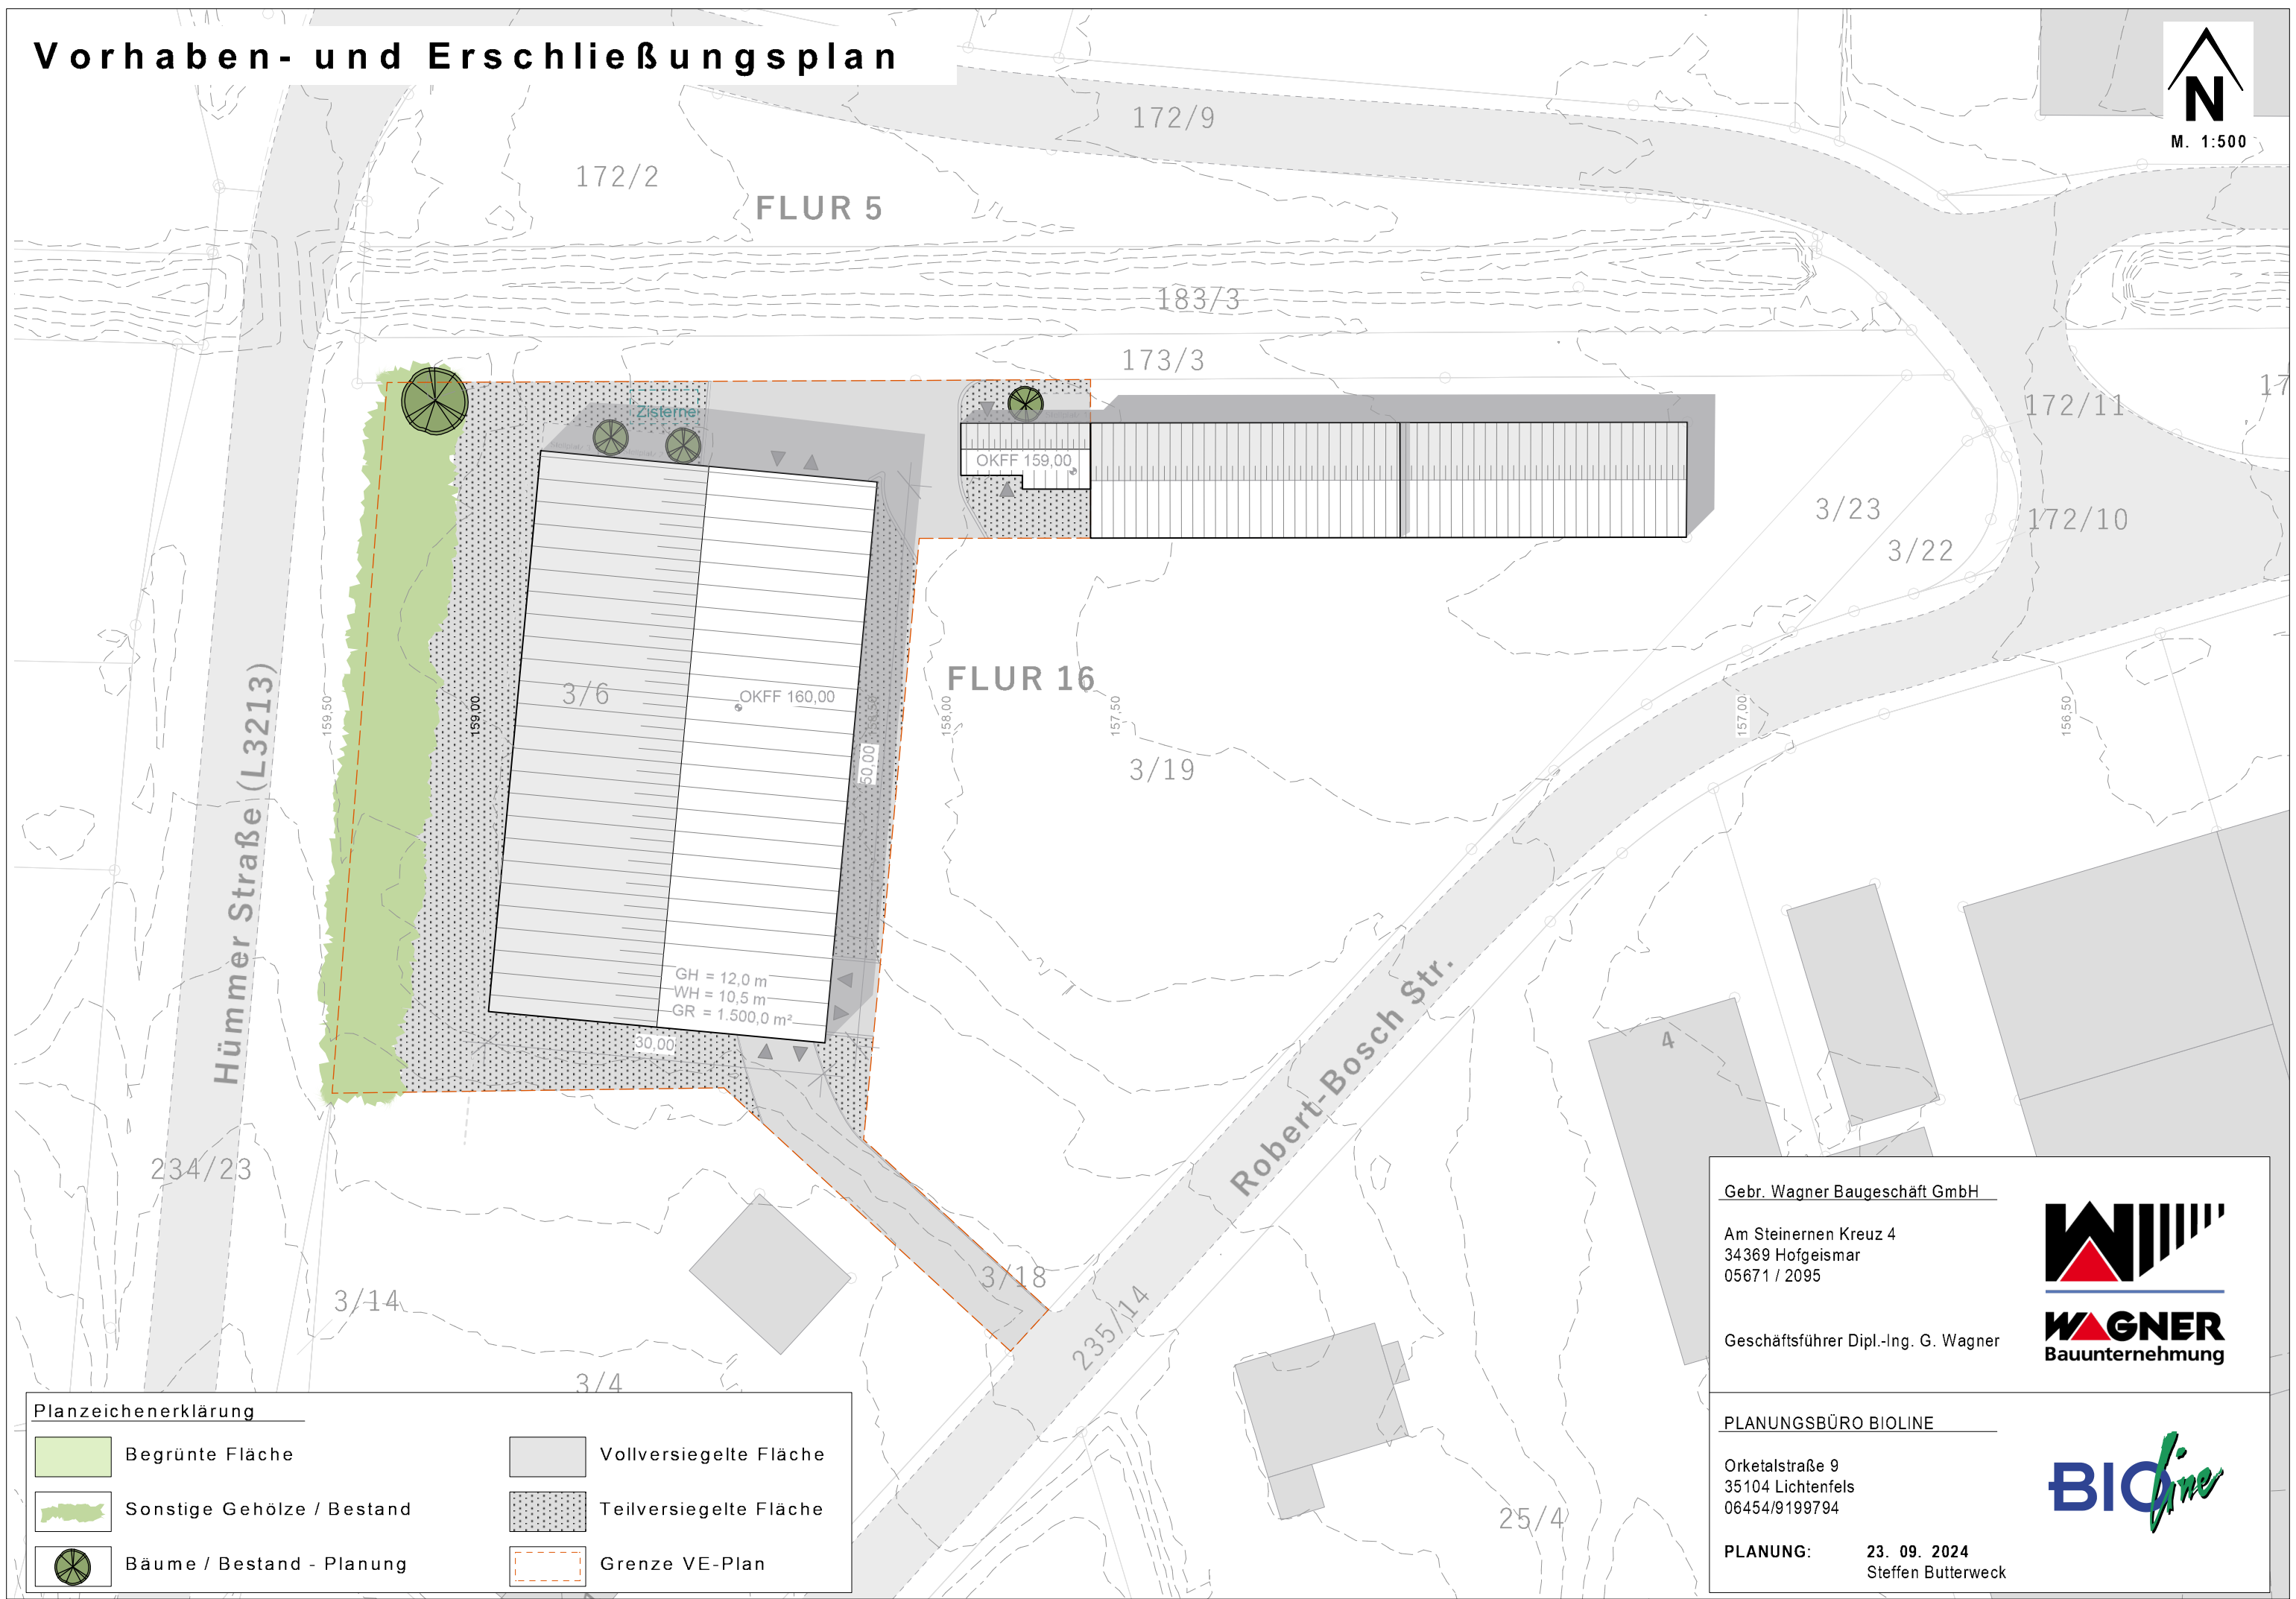 Vorhaben- und Erschließungsplan
N
M. 1:500
172/9
172/2
FLUR 5
183/3
173/3
172/11
17
Zisterne
OKFF 159,00
3/23
172/10
3/22
FLUR 16
3/6
OKFF 160,00
159,50
159,00
158,00
157,50
157,00
156,50
50,00
3/19
Hümmer Straße (L3213)
GH = 12,0 m
WH = 10,5 m
GR = 1.500,0 m²
30,00
Robert-Bosch Str.
4
234/23
3/18
3/14
235/14
3/4
25/4
Planzeichenerklärung
Begrünte Fläche
Sonstige Gehölze / Bestand
Bäume / Bestand - Planung
Vollversiegelte Fläche
Teilversiegelte Fläche
Grenze VE-Plan
Gebr. Wagner Baugeschäft GmbH
Am Steinernen Kreuz 4
34369 Hofgeismar
05671 / 2095
Geschäftsführer Dipl.-Ing. G. Wagner
WAGNER
Bauunternehmung
PLANUNGSBÜRO BIOLINE
Orketalstraße 9
35104 Lichtenfels
06454/9199794
BIOline
PLANUNG: 23. 09. 2024
Steffen Butterweck